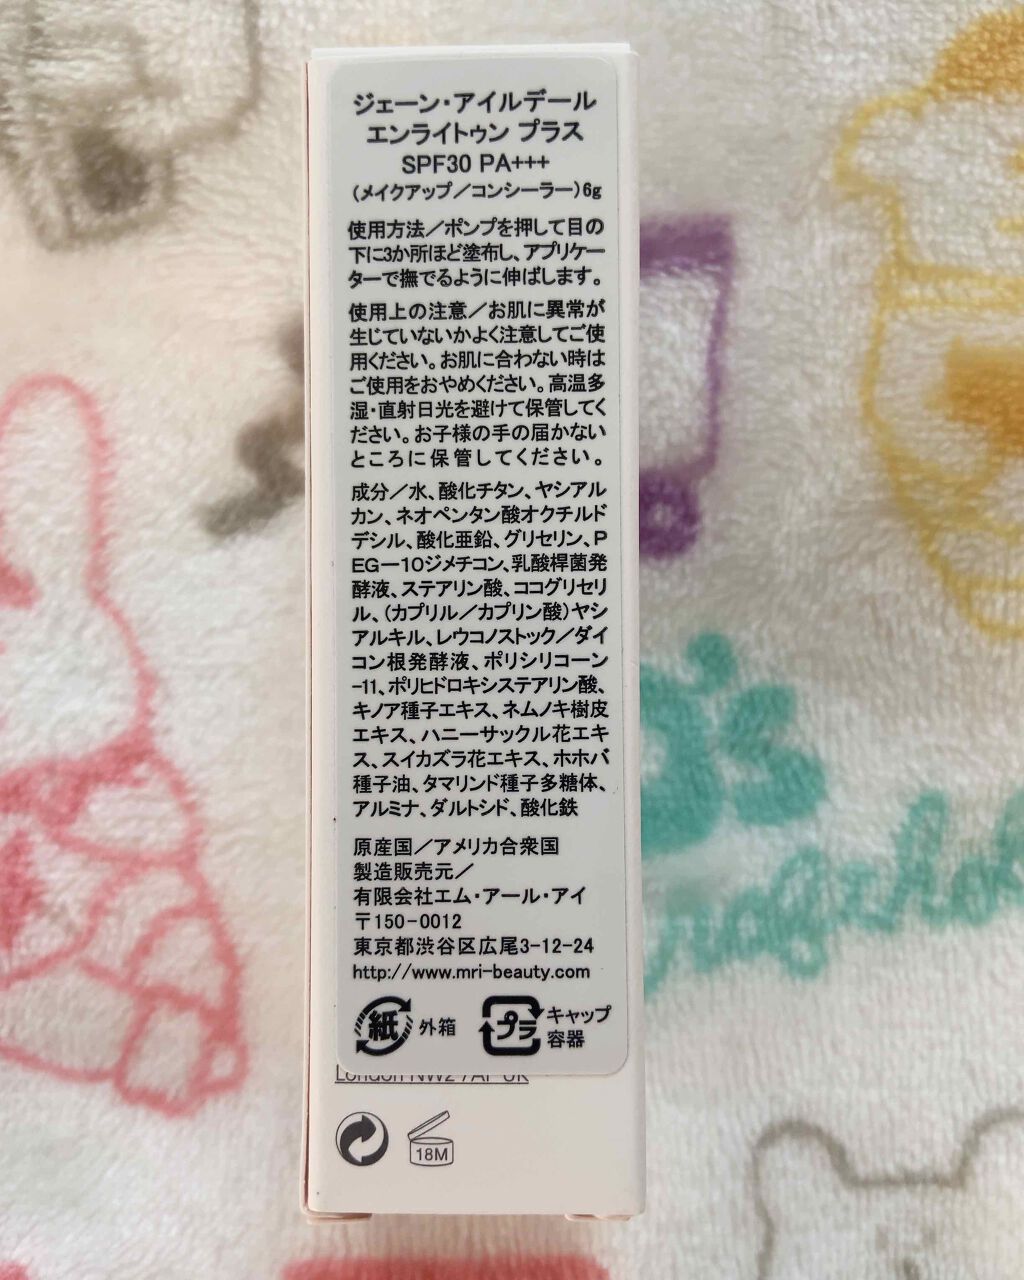 ジェーン・アイルデール
エンライトゥン プラス
SPF30 PA+++
(メイクアップ／コンシーラー)6g
使用方法／ポンプを押して目の
下に3か所ほど塗布し、アプリケー
ターで撫でるように伸ばします。
使用上の注意／お肌に異常が
生じていないかよく注意してご使
用ください。お肌に合わない時は
ご使用をおやめください。高温多
湿・直射日光を避けて保管してく
ださい。お子様の手の届かない
ところに保管してください。
成分／水、酸化チタン、ヤシアル
カン、ネオペンタン酸オクチルド
デシル、酸化亜鉛、グリセリン、P
EG－10ジメチコン、乳酸桿菌発
酵液、ステアリン酸、ココグリセリ
ル、(カプリル／カプリン酸)ヤシ
アルキル、レウコノストック／ダイ
コン根発酵液、ポリシリコーン
-11、ポリヒドロキシステアリン酸、
キノア種子エキス、ネムノキ樹皮
エキス、ハニーサックル花エキ
ス、スイカズラ花エキス、ホホバ
種子油、タマリンド種子多糖体、
アルミナ、ダルトシド、酸化鉄
原産国／アメリカ合衆国
製造販売元／
有限会社エム・アール・アイ
〒150-0012
東京都渋谷区広尾3-12-24
http://www.mri-beauty.com
紙 外箱 プラ キャップ
容器
London NW2 7AP UK
18M